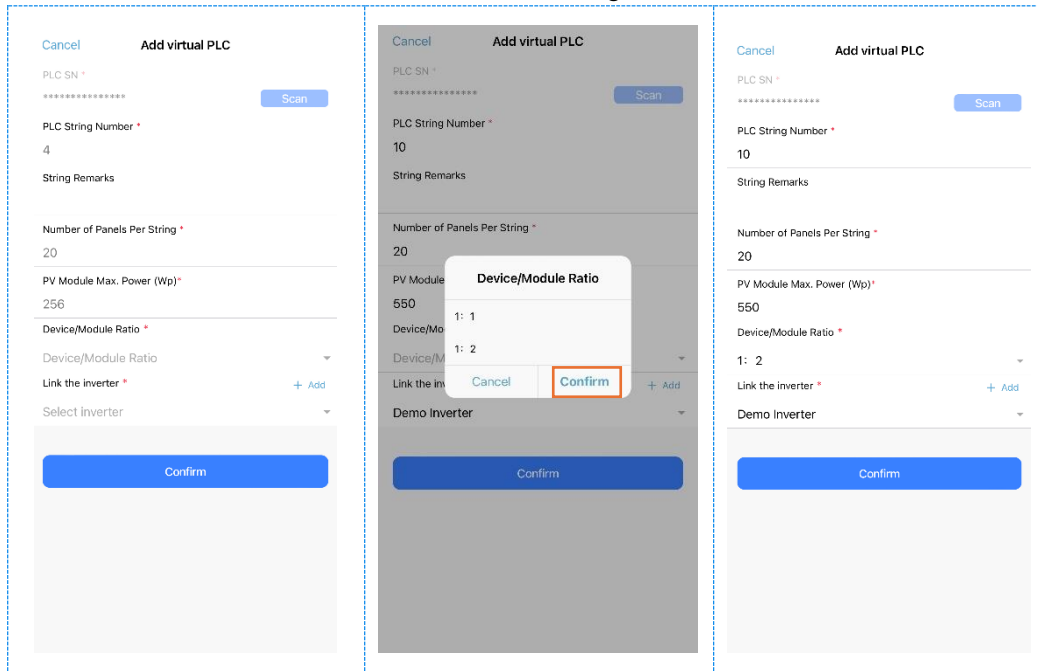 Cancel Add virtual PLC
PLC SN *
*************** Scan
PLC String Number *
4
String Remarks
Number of Panels Per String *
20
PV Module Max. Power (Wp)*
256
Device/Module Ratio *
Device/Module Ratio
Link the inverter * + Add
Select inverter
Confirm
Cancel Add virtual PLC
PLC SN *
*************** Scan
PLC String Number *
10
String Remarks
Number of Panels Per String *
20
PV Module
550
Device/Mo
Device/M
Link the inv + Add
Demo Inverter
Confirm
Device/Module Ratio
1: 1
1: 2
Cancel Confirm
Cancel Add virtual PLC
PLC SN *
*************** Scan
PLC String Number *
10
String Remarks
Number of Panels Per String *
20
PV Module Max. Power (Wp)*
550
Device/Module Ratio *
1: 2
Link the inverter * + Add
Demo Inverter
Confirm